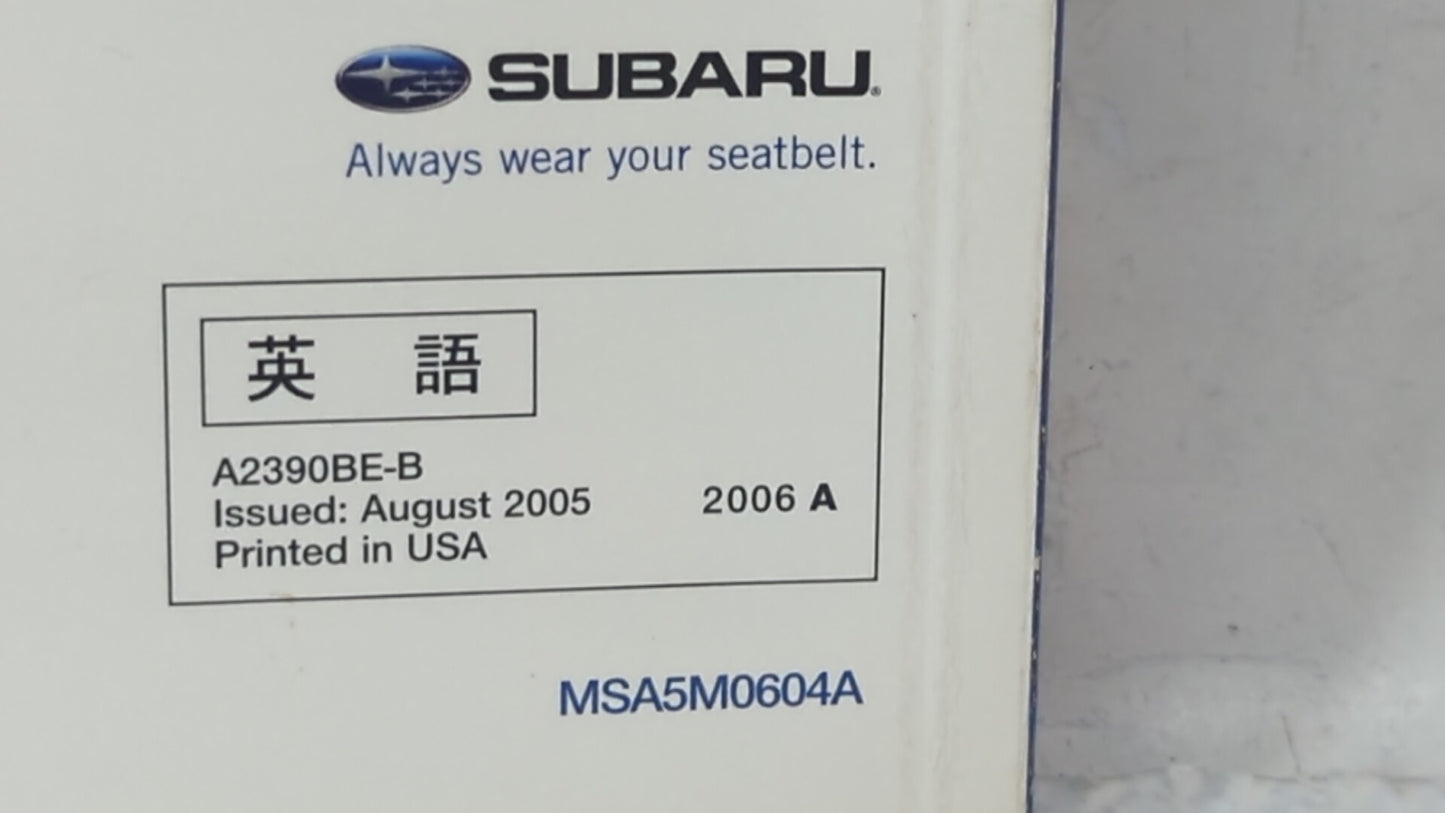 SUBARU®
Always wear your seatbelt.
英 語
A2390BE-B
Issued: August 2005 2006 A
Printed in USA
MSA5M0604A